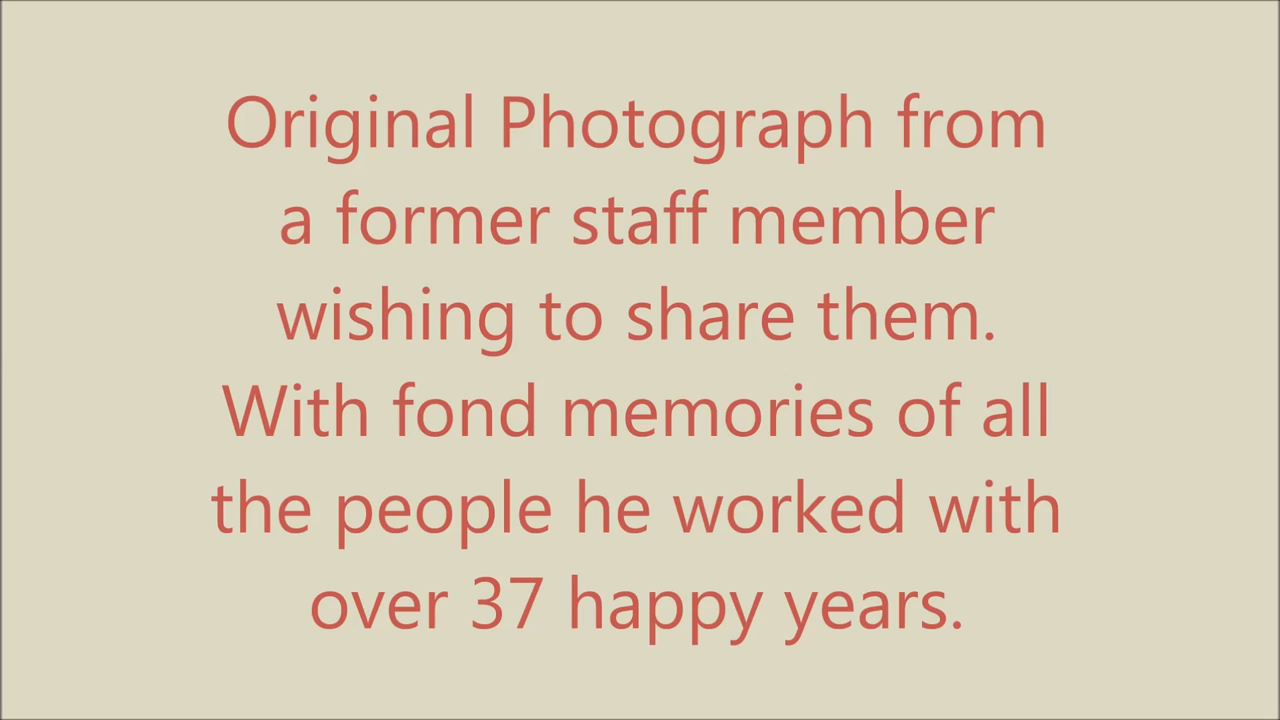 Original Photograph from
a former staff member
wishing to share them.
With fond memories of all
the people he worked with
over 37 happy years.